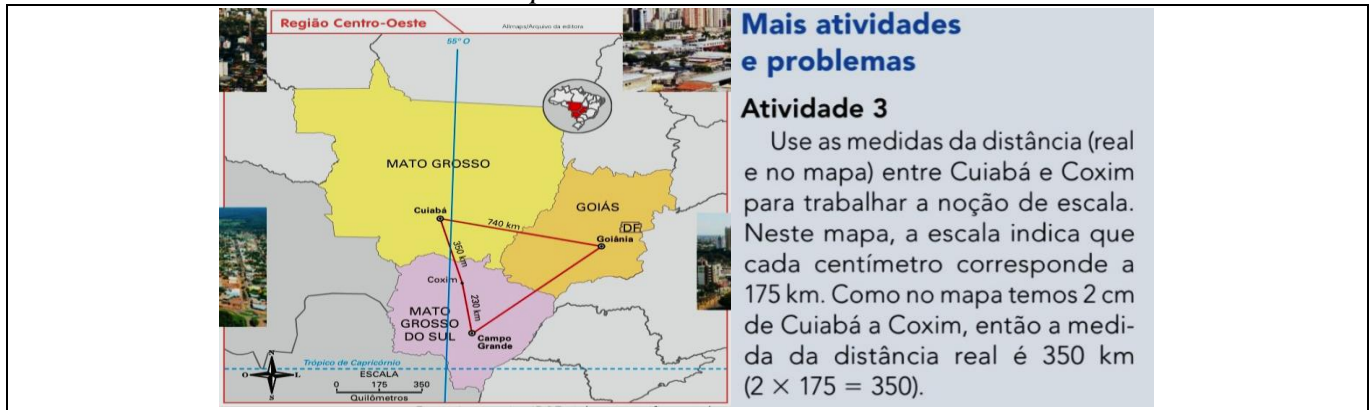 Região Centro-Oeste
Allmaps/Arquivo da editora
55° O
MATO GROSSO
Cuiabá
740 km
GOIÁS
DF
Goiânia
350 km
Coxim
230 km
MATO
GROSSO
DO SUL
Campo
Grande
Trópico de Capricórnio
N
O
L
S
ESCALA
0 175 350
Quilômetros
Mais atividades
e problemas
Atividade 3
Use as medidas da distância (real
e no mapa) entre Cuiabá e Coxim
para trabalhar a noção de escala.
Neste mapa, a escala indica que
cada centímetro corresponde a
175 km. Como no mapa temos 2 cm
de Cuiabá a Coxim, então a medi-
da da distância real é 350 km
(2 × 175 = 350).